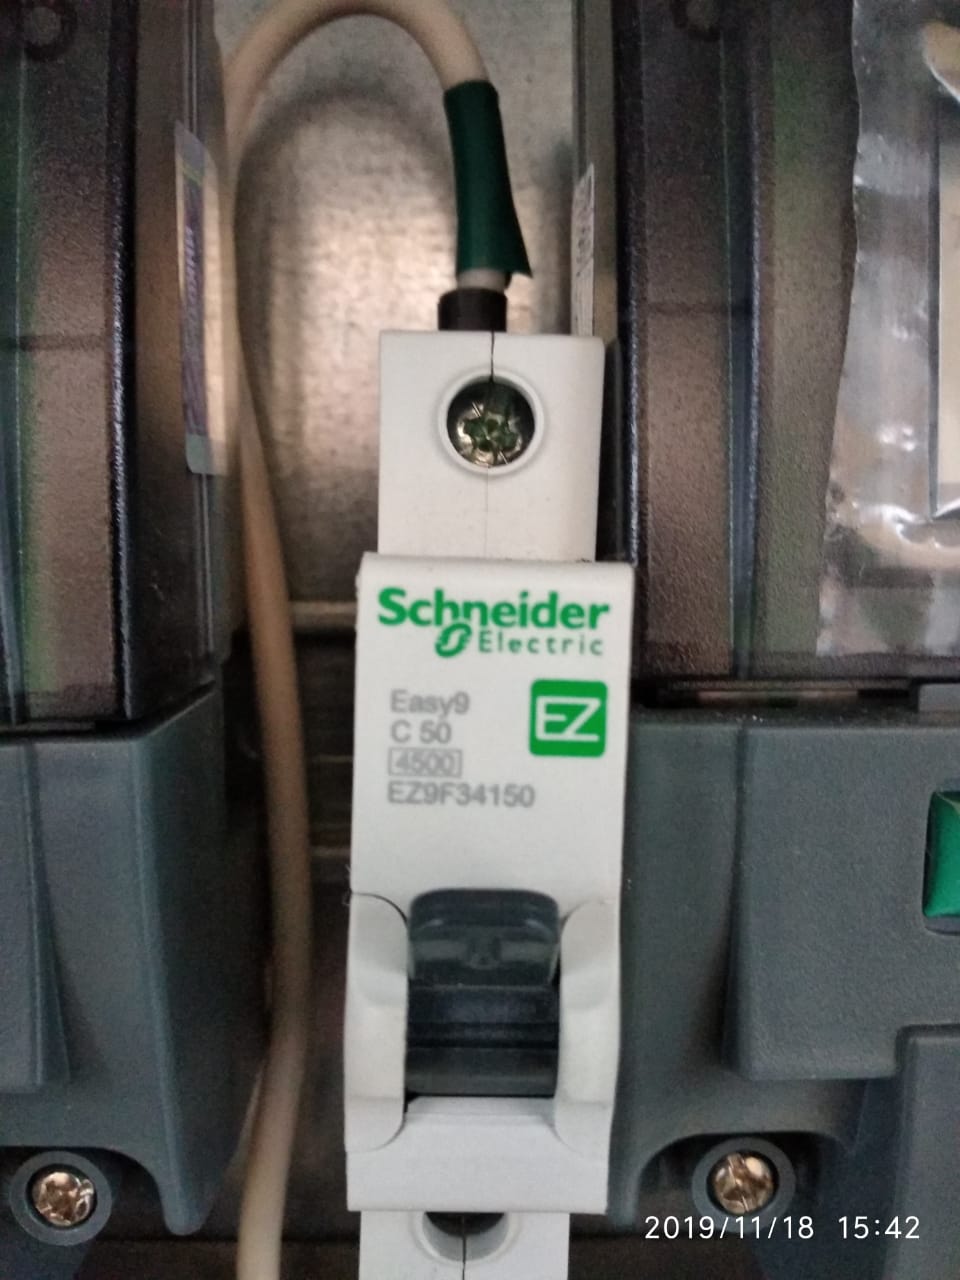 Schneider
Electric
Easy9
C 50
4500
EZ9F34150
EZ
2019/11/18 15:42